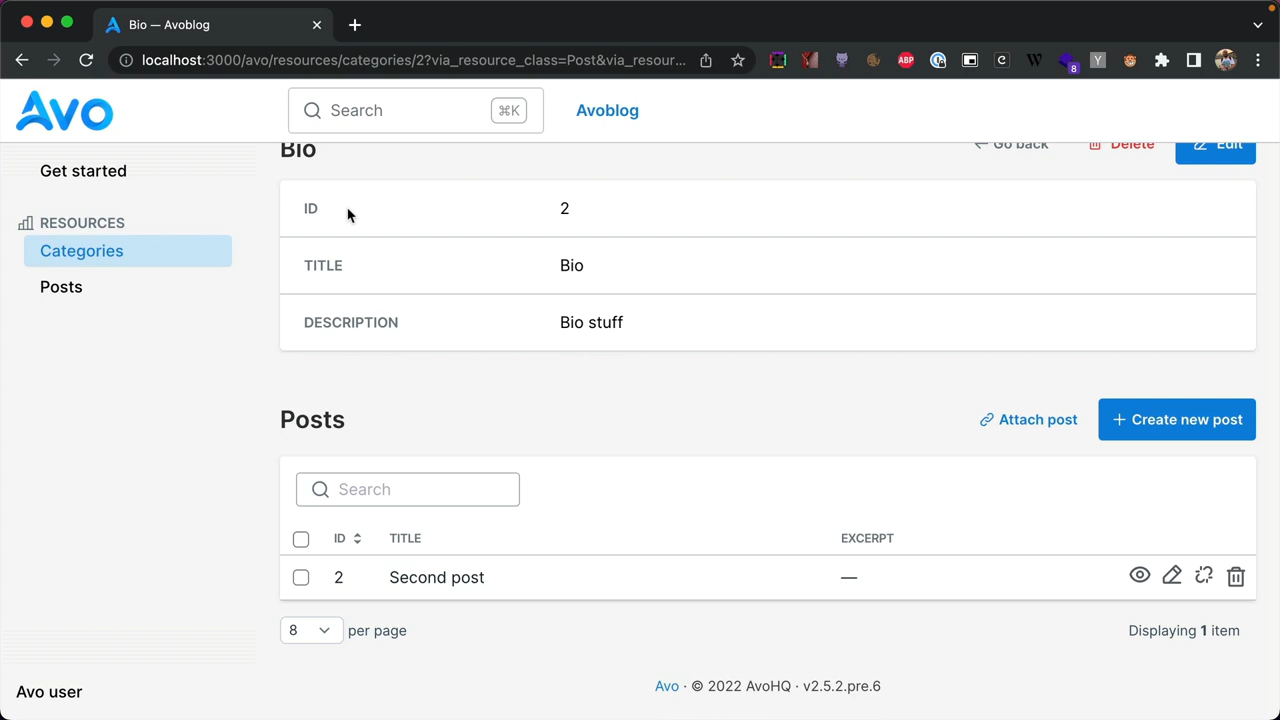 Bio — Avoblog
localhost:3000/avo/resources/categories/2?via_resource_class=Post&via_resour...
ABP
C
W
8
Y
Avo
Search
⌘K
Avoblog
Get started
RESOURCES
Categories
Posts
Bio
Go back
Delete
Edit
ID
2
TITLE
Bio
DESCRIPTION
Bio stuff
Posts
Attach post
Create new post
Search
ID
TITLE
EXCERPT
2
Second post
—
8
per page
Displaying 1 item
Avo user
Avo · © 2022 AvoHQ · v2.5.2.pre.6